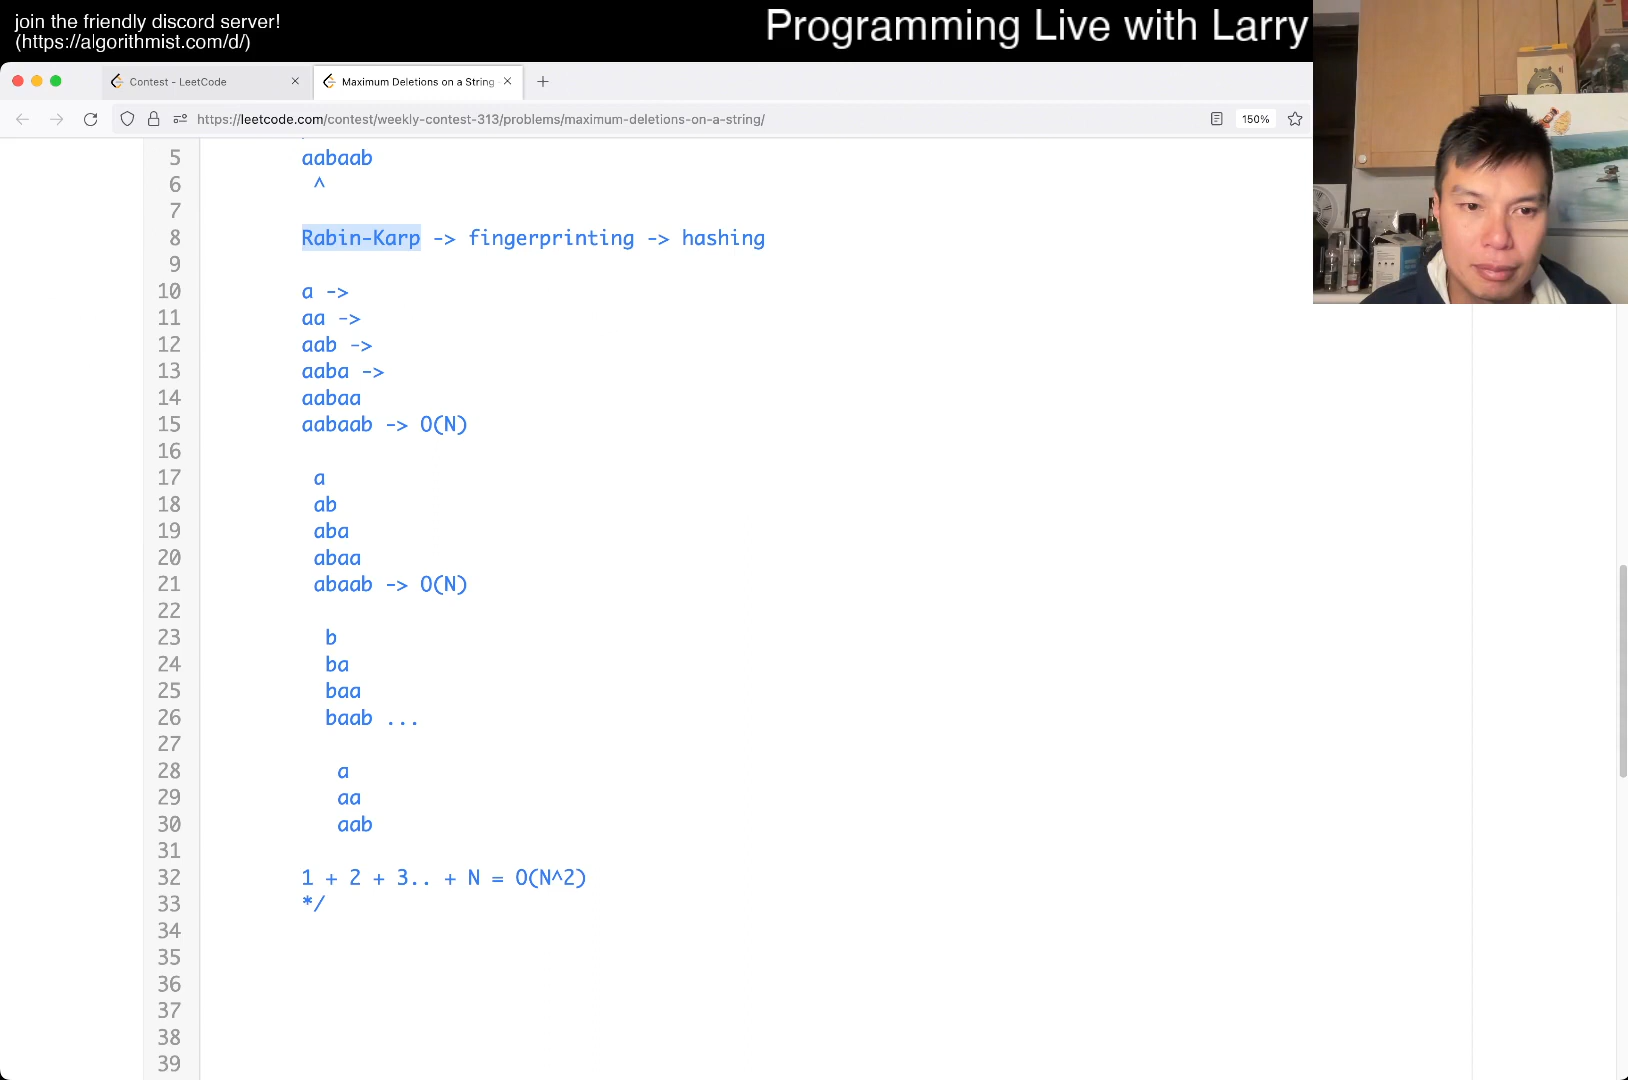 join the friendly discord server!
(https://algorithmist.com/d/)
Programming Live with Larry
Contest - LeetCode
Maximum Deletions on a String
https://leetcode.com/contest/weekly-contest-313/problems/maximum-deletions-on-a-string/
150%
5 aabaab
6 ^
7
8 Rabin-Karp -> fingerprinting -> hashing
9
10 a ->
11 aa ->
12 aab ->
13 aaba ->
14 aabaa
15 aabaab -> O(N)
16
17 a
18 ab
19 aba
20 abaa
21 abaab -> O(N)
22
23 b
24 ba
25 baa
26 baab ...
27
28 a
29 aa
30 aab
31
32 1 + 2 + 3.. + N = O(N^2)
33 */
34
35
36
37
38
39